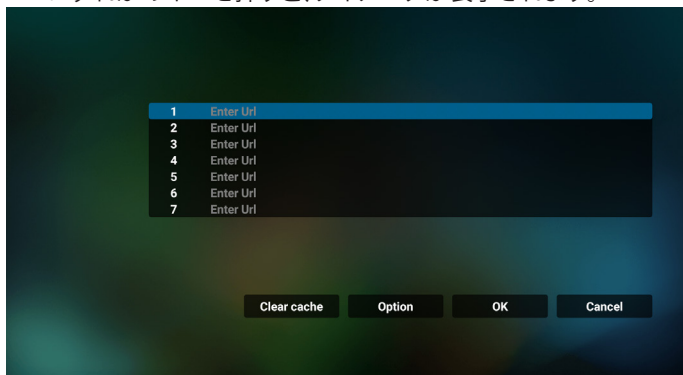 1 Enter Url
2 Enter Url
3 Enter Url
4 Enter Url
5 Enter Url
6 Enter Url
7 Enter Url
Clear cache Option OK Cancel